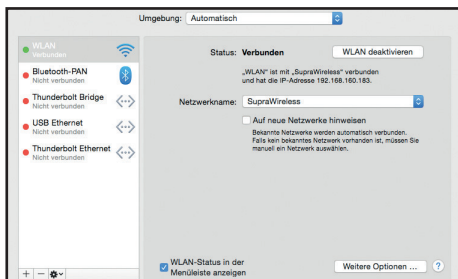 Umgebung: Automatisch
WLAN
Verbunden
Bluetooth-PAN
Nicht verbunden
Thunderbolt Bridge
Nicht verbunden
USB Ethernet
Nicht verbunden
Thunderbolt Ethernet
Nicht verbunden
+ −
Status: Verbunden
WLAN deaktivieren
„WLAN" ist mit „SupraWireless" verbunden
und hat die IP-Adresse 192.168.160.183.
Netzwerkname: SupraWireless
Auf neue Netzwerke hinweisen
Bekannte Netzwerke werden automatisch verbunden.
Falls kein bekanntes Netzwerk vorhanden ist, müssen Sie
manuell ein Netzwerk auswählen.
WLAN-Status in der
Menüleiste anzeigen
Weitere Optionen ... ?